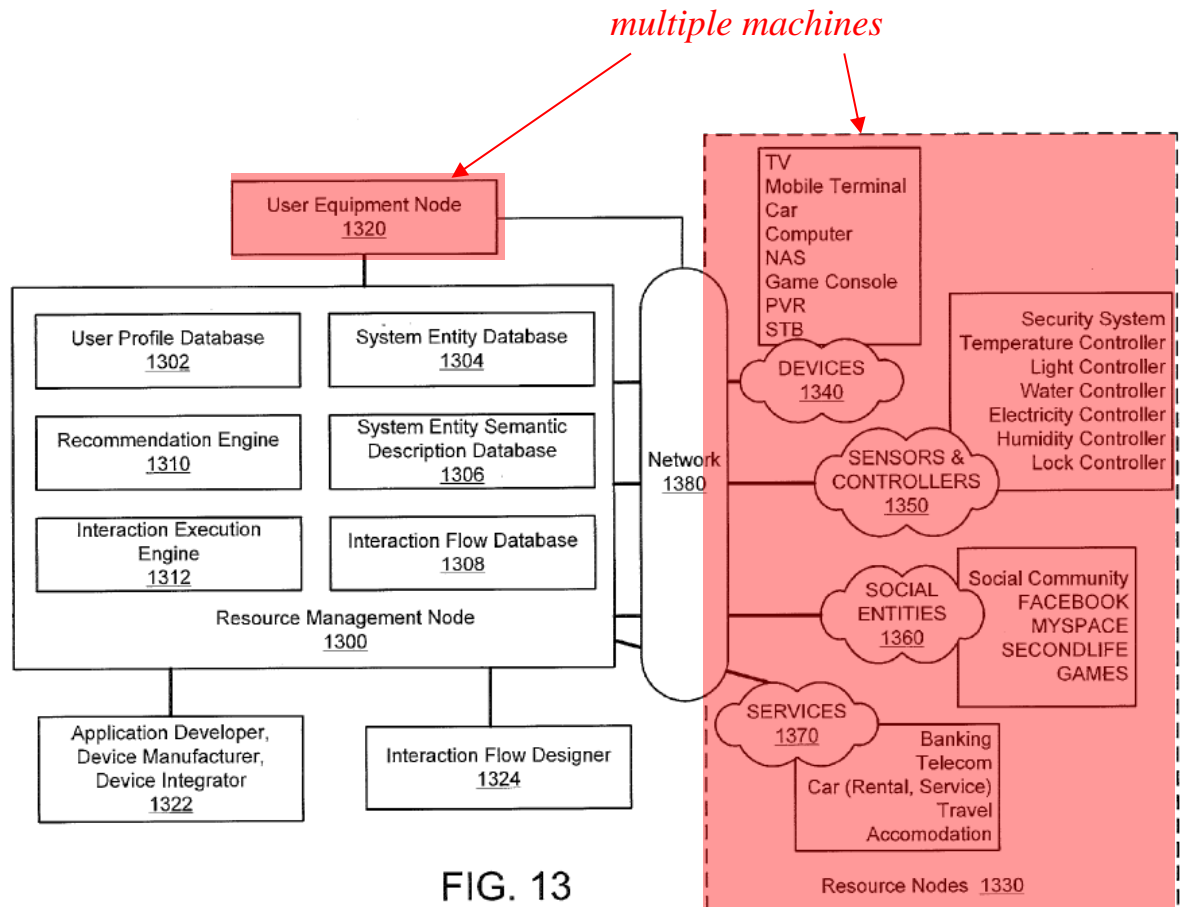 multiple machines
User Equipment Node
1320
User Profile Database
1302
System Entity Database
1304
Recommendation Engine
1310
System Entity Semantic
Description Database
1306
Interaction Execution
Engine
1312
Interaction Flow Database
1308
Resource Management Node
1300
Application Developer,
Device Manufacturer,
Device Integrator
1322
Interaction Flow Designer
1324
Network
1380
TV
Mobile Terminal
Car
Computer
NAS
Game Console
PVR
STB
DEVICES
1340
Security System
Temperature Controller
Light Controller
Water Controller
Electricity Controller
Humidity Controller
Lock Controller
SENSORS &
CONTROLLERS
1350
SOCIAL
ENTITIES
1360
Social Community
FACEBOOK
MYSPACE
SECONDLIFE
GAMES
SERVICES
1370
Banking
Telecom
Car (Rental, Service)
Travel
Accomodation
Resource Nodes 1330
FIG. 13